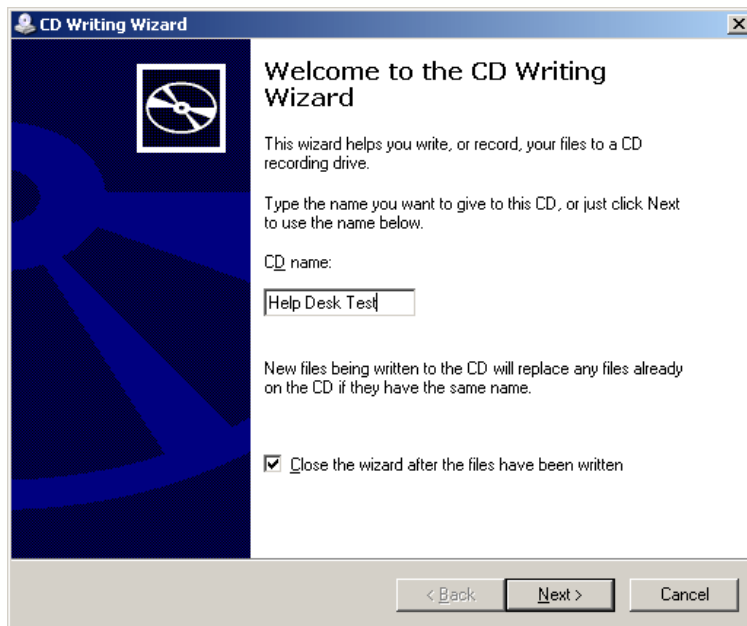 CD Writing Wizard
Welcome to the CD Writing
Wizard
This wizard helps you write, or record, your files to a CD
recording drive.
Type the name you want to give to this CD, or just click Next
to use the name below.
CD name:
Help Desk Test
New files being written to the CD will replace any files already
on the CD if they have the same name.
Close the wizard after the files have been written
< Back Next > Cancel